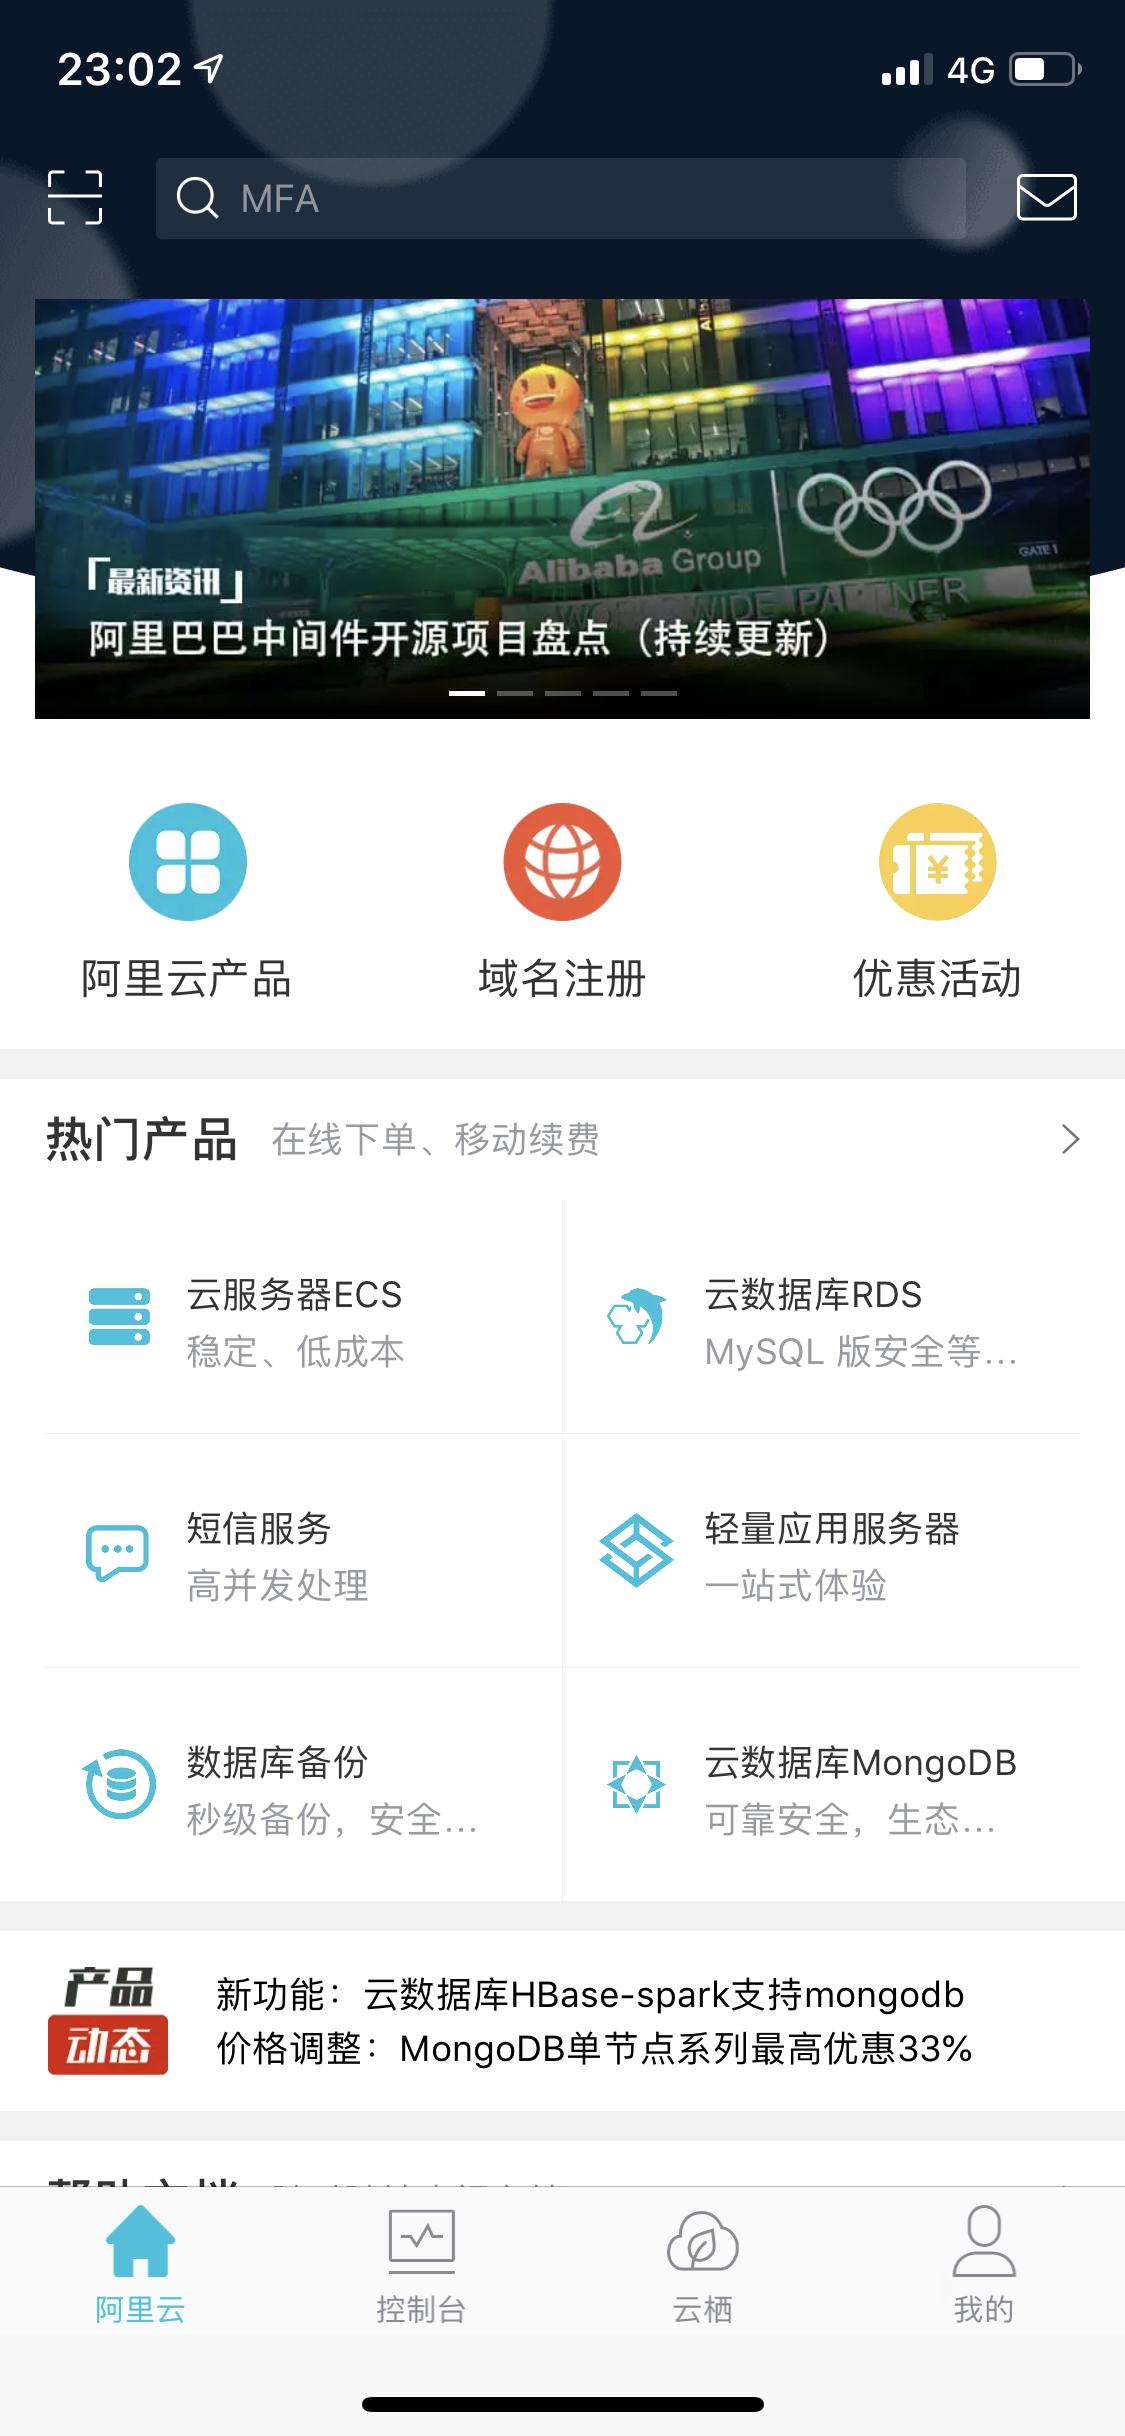 23:02
4G
MFA
Alibaba Group
WORLDWIDE PARTNER
GATE 1
「最新资讯」
阿里巴巴中间件开源项目盘点（持续更新）
阿里云产品
域名注册
优惠活动
热门产品 在线下单、移动续费
云服务器ECS
稳定、低成本
云数据库RDS
MySQL 版安全等...
短信服务
高并发处理
轻量应用服务器
一站式体验
数据库备份
秒级备份，安全...
云数据库MongoDB
可靠安全，生态...
产品
动态
新功能：云数据库HBase-spark支持mongodb
价格调整：MongoDB单节点系列最高优惠33%
阿里云
控制台
云栖
我的